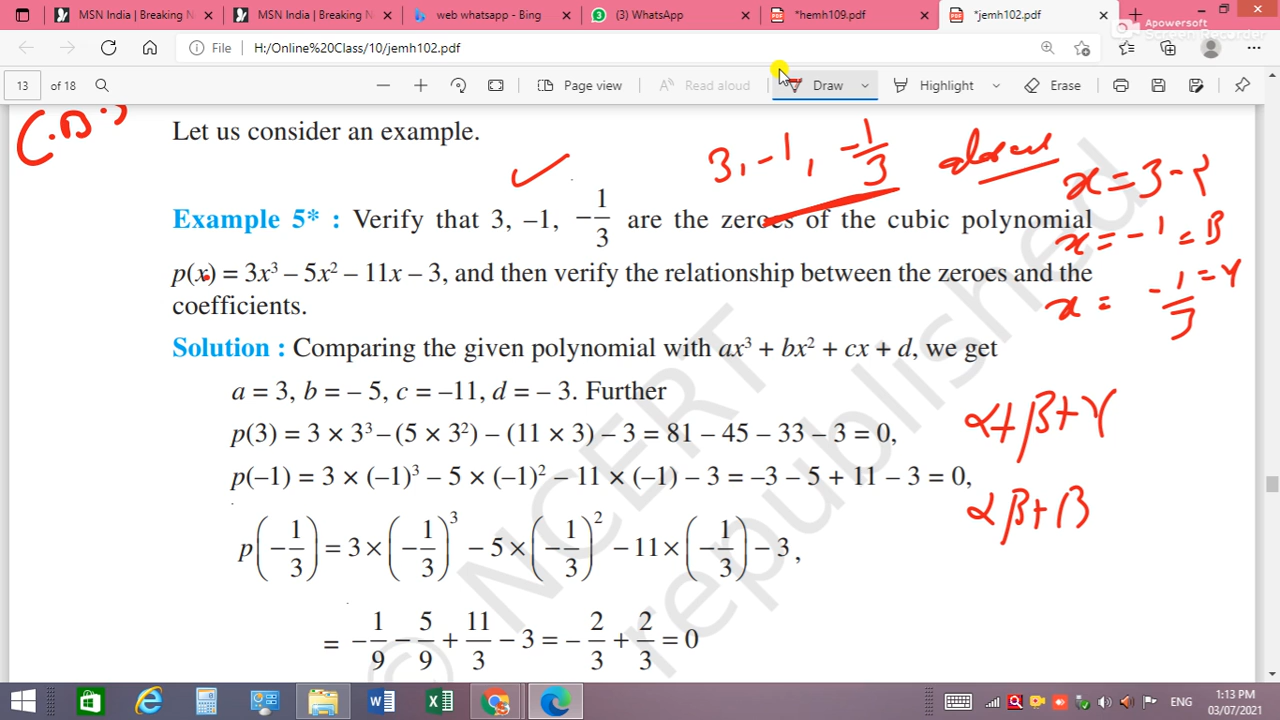 MSN India | Breaking N
MSN India | Breaking N
web whatsapp - Bing
(3) WhatsApp
*hemh109.pdf
*jemh102.pdf
Apowersoft
Screen Recorder
File H:/Online%20Class/10/jemh102.pdf
13 of 18 Page view Read aloud Draw Highlight Erase
Let us consider an example.
3, -1, -1/3
x = 3 -
Example 5* : Verify that 3, –1, −1/3 are the zeroes of the cubic polynomial
x = -1 = β
p(x) = 3x³ – 5x² – 11x – 3, and then verify the relationship between the zeroes and the
x = -1/3 = γ
coefficients.
Solution : Comparing the given polynomial with ax³ + bx² + cx + d, we get
a = 3, b = – 5, c = –11, d = – 3. Further
α+β+γ
p(3) = 3 × 3³ – (5 × 3²) – (11 × 3) – 3 = 81 – 45 – 33 – 3 = 0,
p(–1) = 3 × (–1)³ – 5 × (–1)² – 11 × (–1) – 3 = –3 – 5 + 11 – 3 = 0,
αβ+β
p(−1/3) = 3 × (−1/3)³ − 5 × (−1/3)² − 11 × (−1/3) − 3,
= −1/9 − 5/9 + 11/3 − 3 = −2/3 + 2/3 = 0
© NCERT
republished
ENG
1:13 PM
03/07/2021